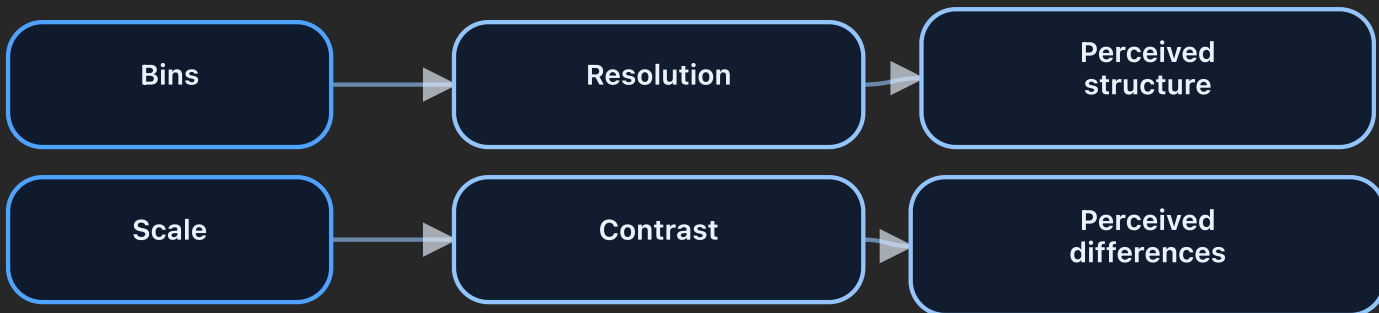 Bins
Resolution
Perceived
structure
Scale
Contrast
Perceived
differences